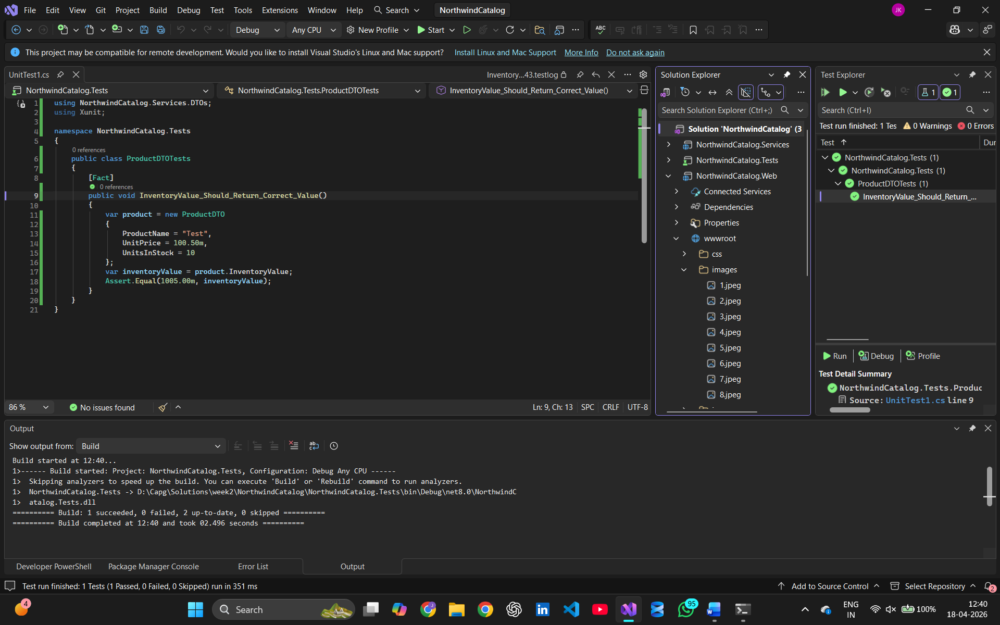 File Edit View Git Project Build Debug Test Tools Extensions Window Help Search NorthwindCatalog JK
Debug Any CPU New Profile Start
This project may be compatible for remote development. Would you like to install Visual Studio's Linux and Mac support? Install Linux and Mac Support More Info Do not ask again
UnitTest1.cs Inventory...43.testlog
NorthwindCatalog.Tests NorthwindCatalog.Tests.ProductDTOTests InventoryValue_Should_Return_Correct_Value()
1 using NorthwindCatalog.Services.DTOs;
2 using Xunit;
3
4 namespace NorthwindCatalog.Tests
5 {
0 references
6 public class ProductDTOTests
7 {
8 [Fact]
0 references
9 public void InventoryValue_Should_Return_Correct_Value()
10 {
11 var product = new ProductDTO
12 {
13 ProductName = "Test",
14 UnitPrice = 100.50m,
15 UnitsInStock = 10
16 };
17 var inventoryValue = product.InventoryValue;
18 Assert.Equal(1005.00m, inventoryValue);
19 }
20 }
21 }
86 % No issues found Ln: 9, Ch: 13 SPC CRLF UTF-8
Solution Explorer
Search Solution Explorer (Ctrl+;)
Solution 'NorthwindCatalog' (3
NorthwindCatalog.Services
NorthwindCatalog.Tests
NorthwindCatalog.Web
Connected Services
Dependencies
Properties
wwwroot
css
images
1.jpeg
2.jpeg
3.jpeg
4.jpeg
5.jpeg
6.jpeg
7.jpeg
8.jpeg
Test Explorer
1 1
Search (Ctrl+I)
Test run finished: 1 Tes 0 Warnings 0 Errors
Test Dur
NorthwindCatalog.Tests (1)
NorthwindCatalog.Tests (1)
ProductDTOTests (1)
InventoryValue_Should_Return_...
Run Debug Profile
Test Detail Summary
NorthwindCatalog.Tests.Produc
Source: UnitTest1.cs line 9
Output
Show output from: Build
Build started at 12:40...
1>------ Build started: Project: NorthwindCatalog.Tests, Configuration: Debug Any CPU ------
1> Skipping analyzers to speed up the build. You can execute 'Build' or 'Rebuild' command to run analyzers.
1> NorthwindCatalog.Tests -> D:\Capg\Solutions\week2\NorthwindCatalog\NorthwindCatalog.Tests\bin\Debug\net8.0\NorthwindC
1> atalog.Tests.dll
========== Build: 1 succeeded, 0 failed, 2 up-to-date, 0 skipped ==========
========== Build completed at 12:40 and took 02.496 seconds ==========
Developer PowerShell Package Manager Console Error List Output
Test run finished: 1 Tests (1 Passed, 0 Failed, 0 Skipped) run in 351 ms Add to Source Control Select Repository 2
4 Search 95 ENG IN 100% 12:40 18-04-2026